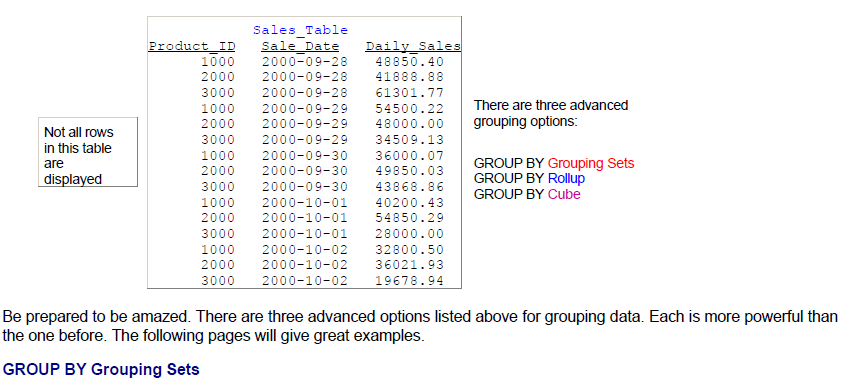 Sales_Table
Product_ID Sale_Date Daily_Sales
1000 2000-09-28 48850.40
2000 2000-09-28 41888.88
3000 2000-09-28 61301.77
1000 2000-09-29 54500.22
2000 2000-09-29 48000.00
3000 2000-09-29 34509.13
1000 2000-09-30 36000.07
2000 2000-09-30 49850.03
3000 2000-09-30 43868.86
1000 2000-10-01 40200.43
2000 2000-10-01 54850.29
3000 2000-10-01 28000.00
1000 2000-10-02 32800.50
2000 2000-10-02 36021.93
3000 2000-10-02 19678.94
Not all rows
in this table
are
displayed
There are three advanced
grouping options:
GROUP BY Grouping Sets
GROUP BY Rollup
GROUP BY Cube
Be prepared to be amazed. There are three advanced options listed above for grouping data. Each is more powerful than
the one before. The following pages will give great examples.
GROUP BY Grouping Sets